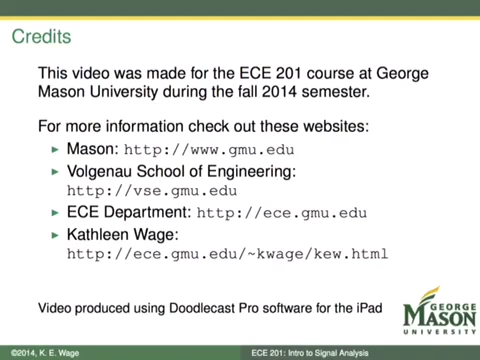 Credits
This video was made for the ECE 201 course at George
Mason University during the fall 2014 semester.
For more information check out these websites:
Mason: http://www.gmu.edu
Volgenau School of Engineering:
http://vse.gmu.edu
ECE Department: http://ece.gmu.edu
Kathleen Wage:
http://ece.gmu.edu/~kwage/kew.html
Video produced using Doodlecast Pro software for the iPad
GEORGE
MASON
UNIVERSITY
©2014, K. E. Wage
ECE 201: Intro to Signal Analysis